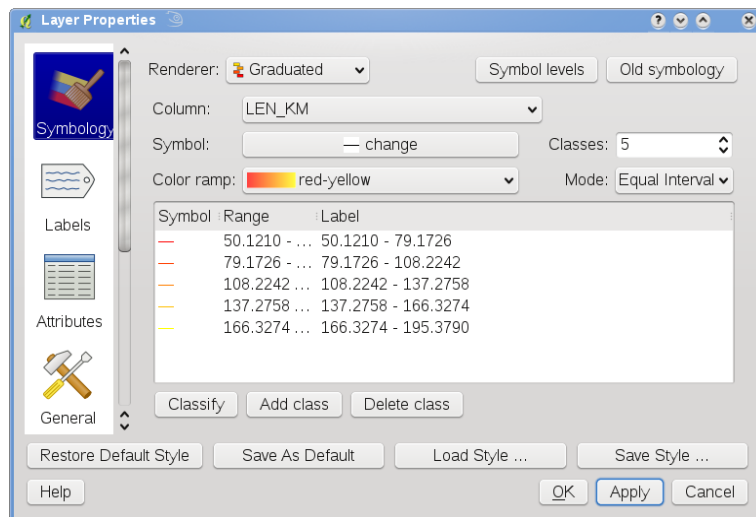 Layer Properties
Symbology
Labels
Attributes
General
Renderer: Graduated
Symbol levels
Old symbology
Column: LEN_KM
Symbol: change
Classes: 5
Color ramp: red-yellow
Mode: Equal Interval
Symbol Range Label
50.1210 - ... 50.1210 - 79.1726
79.1726 - ... 79.1726 - 108.2242
108.2242 ... 108.2242 - 137.2758
137.2758 ... 137.2758 - 166.3274
166.3274 ... 166.3274 - 195.3790
Classify
Add class
Delete class
Restore Default Style
Save As Default
Load Style ...
Save Style ...
Help
OK
Apply
Cancel